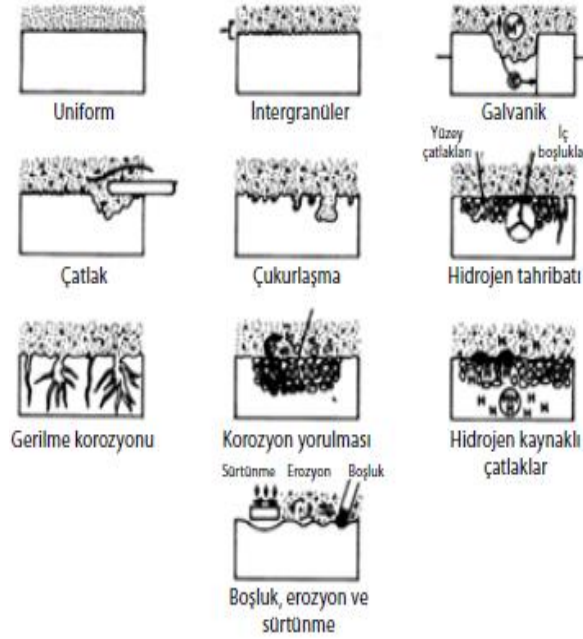 Uniform
İntergranüler
Galvanik
Çatlak
Çukurlaşma
Yüzey
çatlakları
İç
boşlukla
Hidrojen tahribatı
Gerilme korozyonu
Korozyon yorulması
Hidrojen kaynaklı
çatlaklar
Sürtünme Erozyon Boşluk
Boşluk, erozyon ve
sürtünme